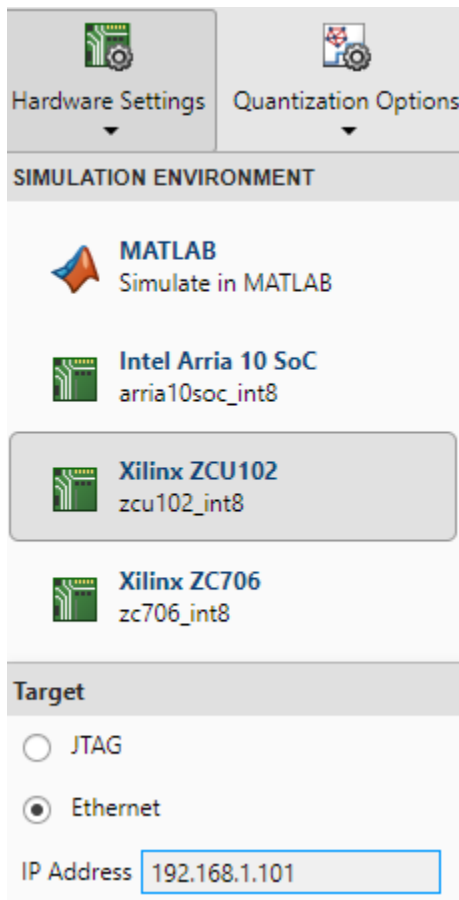 Hardware Settings
Quantization Options
SIMULATION ENVIRONMENT
MATLAB
Simulate in MATLAB
Intel Arria 10 SoC
arria10soc_int8
Xilinx ZCU102
zcu102_int8
Xilinx ZC706
zc706_int8
Target
JTAG
Ethernet
IP Address 192.168.1.101